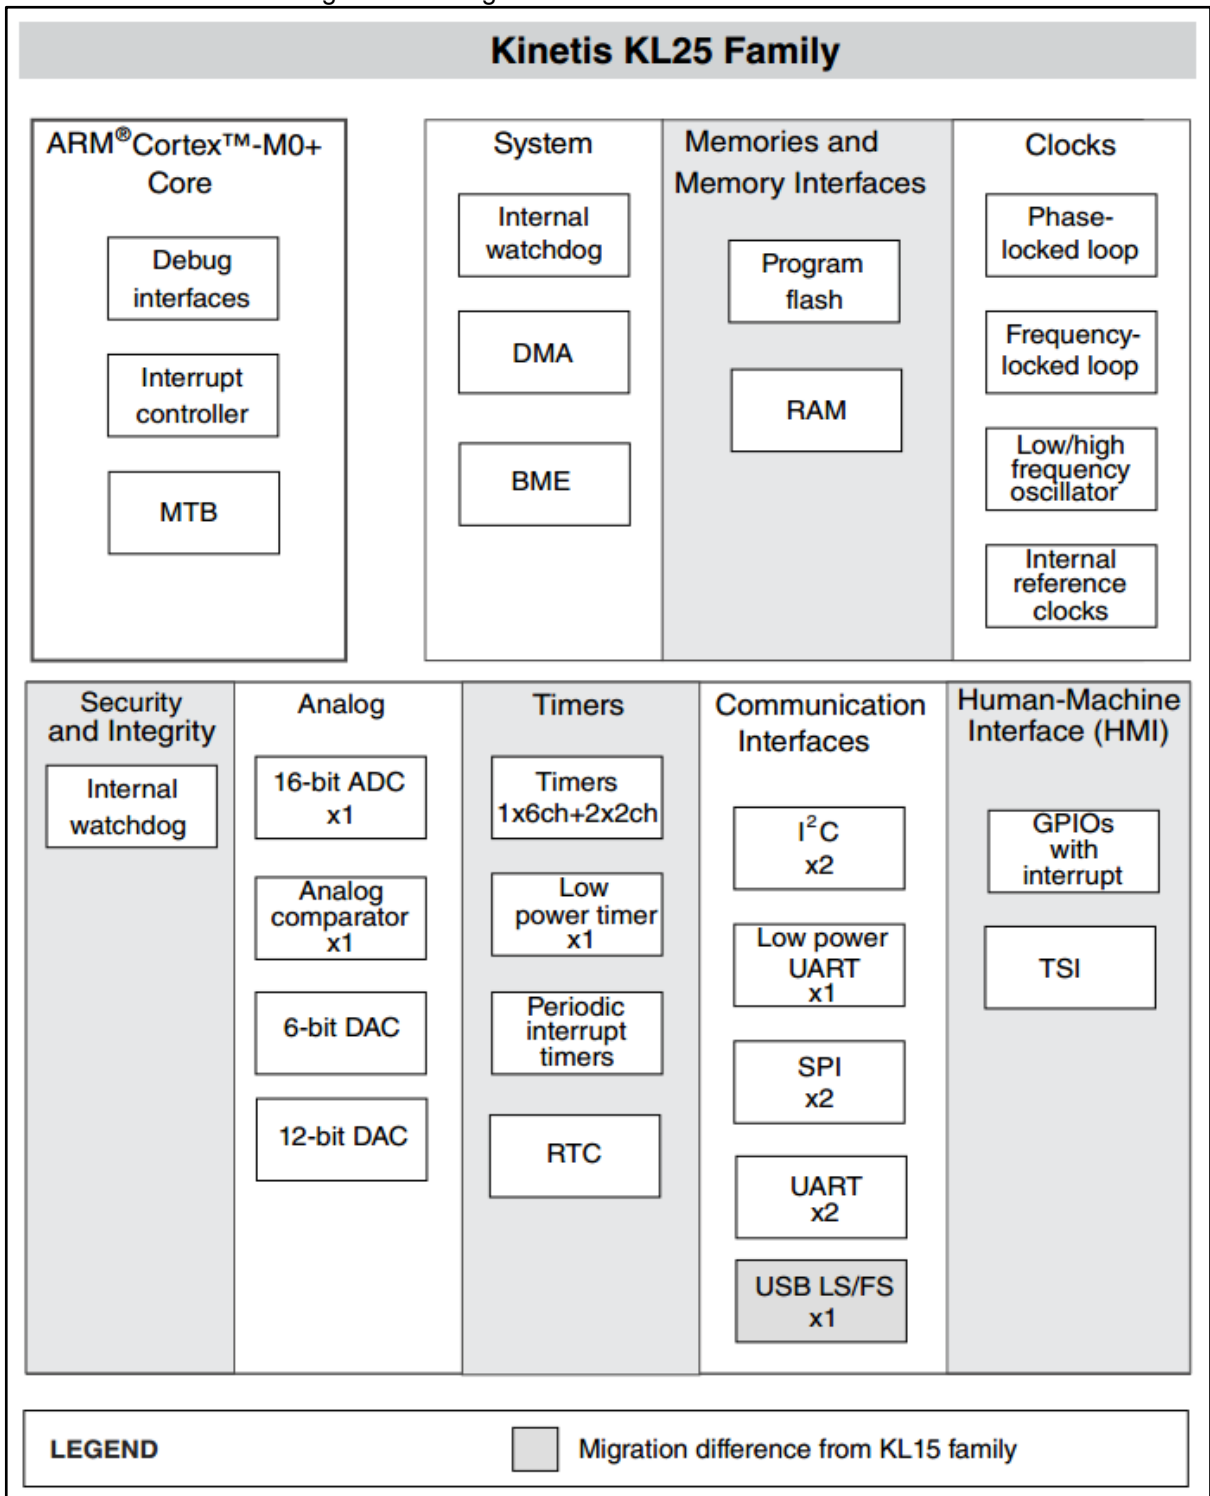 Kinetis KL25 Family
ARM®Cortex™-M0+
Core
Debug
interfaces
Interrupt
controller
MTB
System
Internal
watchdog
DMA
BME
Memories and
Memory Interfaces
Program
flash
RAM
Clocks
Phase-
locked loop
Frequency-
locked loop
Low/high
frequency
oscillator
Internal
reference
clocks
Security
and Integrity
Internal
watchdog
Analog
16-bit ADC
x1
Analog
comparator
x1
6-bit DAC
12-bit DAC
Timers
Timers
1x6ch+2x2ch
Low
power timer
x1
Periodic
interrupt
timers
RTC
Communication
Interfaces
I²C
x2
Low power
UART
x1
SPI
x2
UART
x2
USB LS/FS
x1
Human-Machine
Interface (HMI)
GPIOs
with
interrupt
TSI
LEGEND
Migration difference from KL15 family